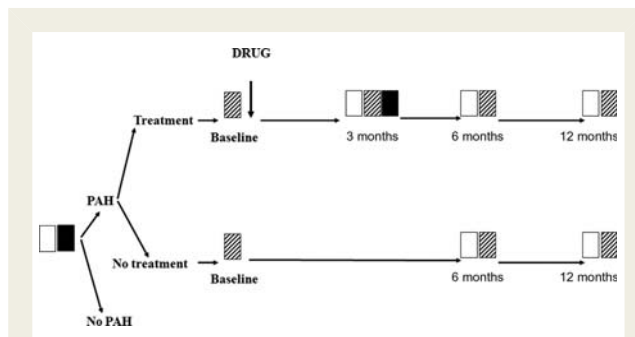 DRUG
Treatment
Baseline
3 months
6 months
12 months
PAH
No treatment
Baseline
6 months
12 months
No PAH